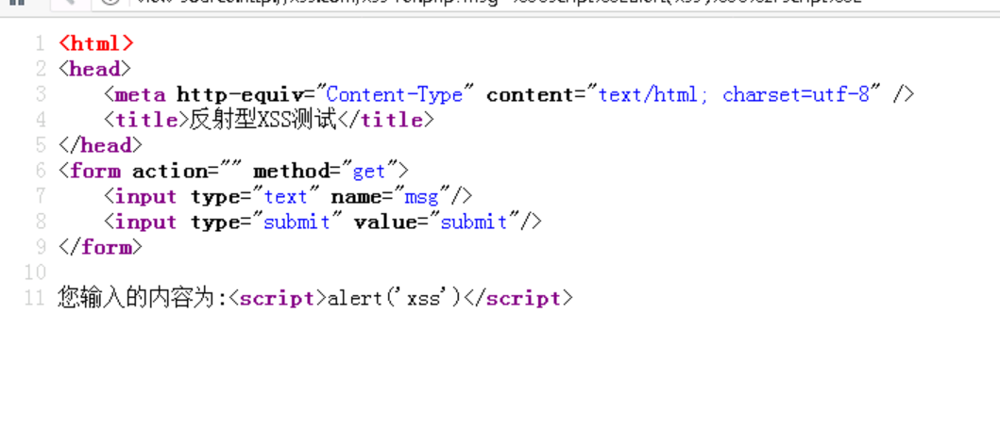 1 <html>
2 <head>
3 <meta http-equiv="Content-Type" content="text/html; charset=utf-8" />
4 <title>反射型XSS测试</title>
5 </head>
6 <form action="" method="get">
7 <input type="text" name="msg"/>
8 <input type="submit" value="submit"/>
9 </form>
10
11 您输入的内容为:<script>alert('xss')</script>